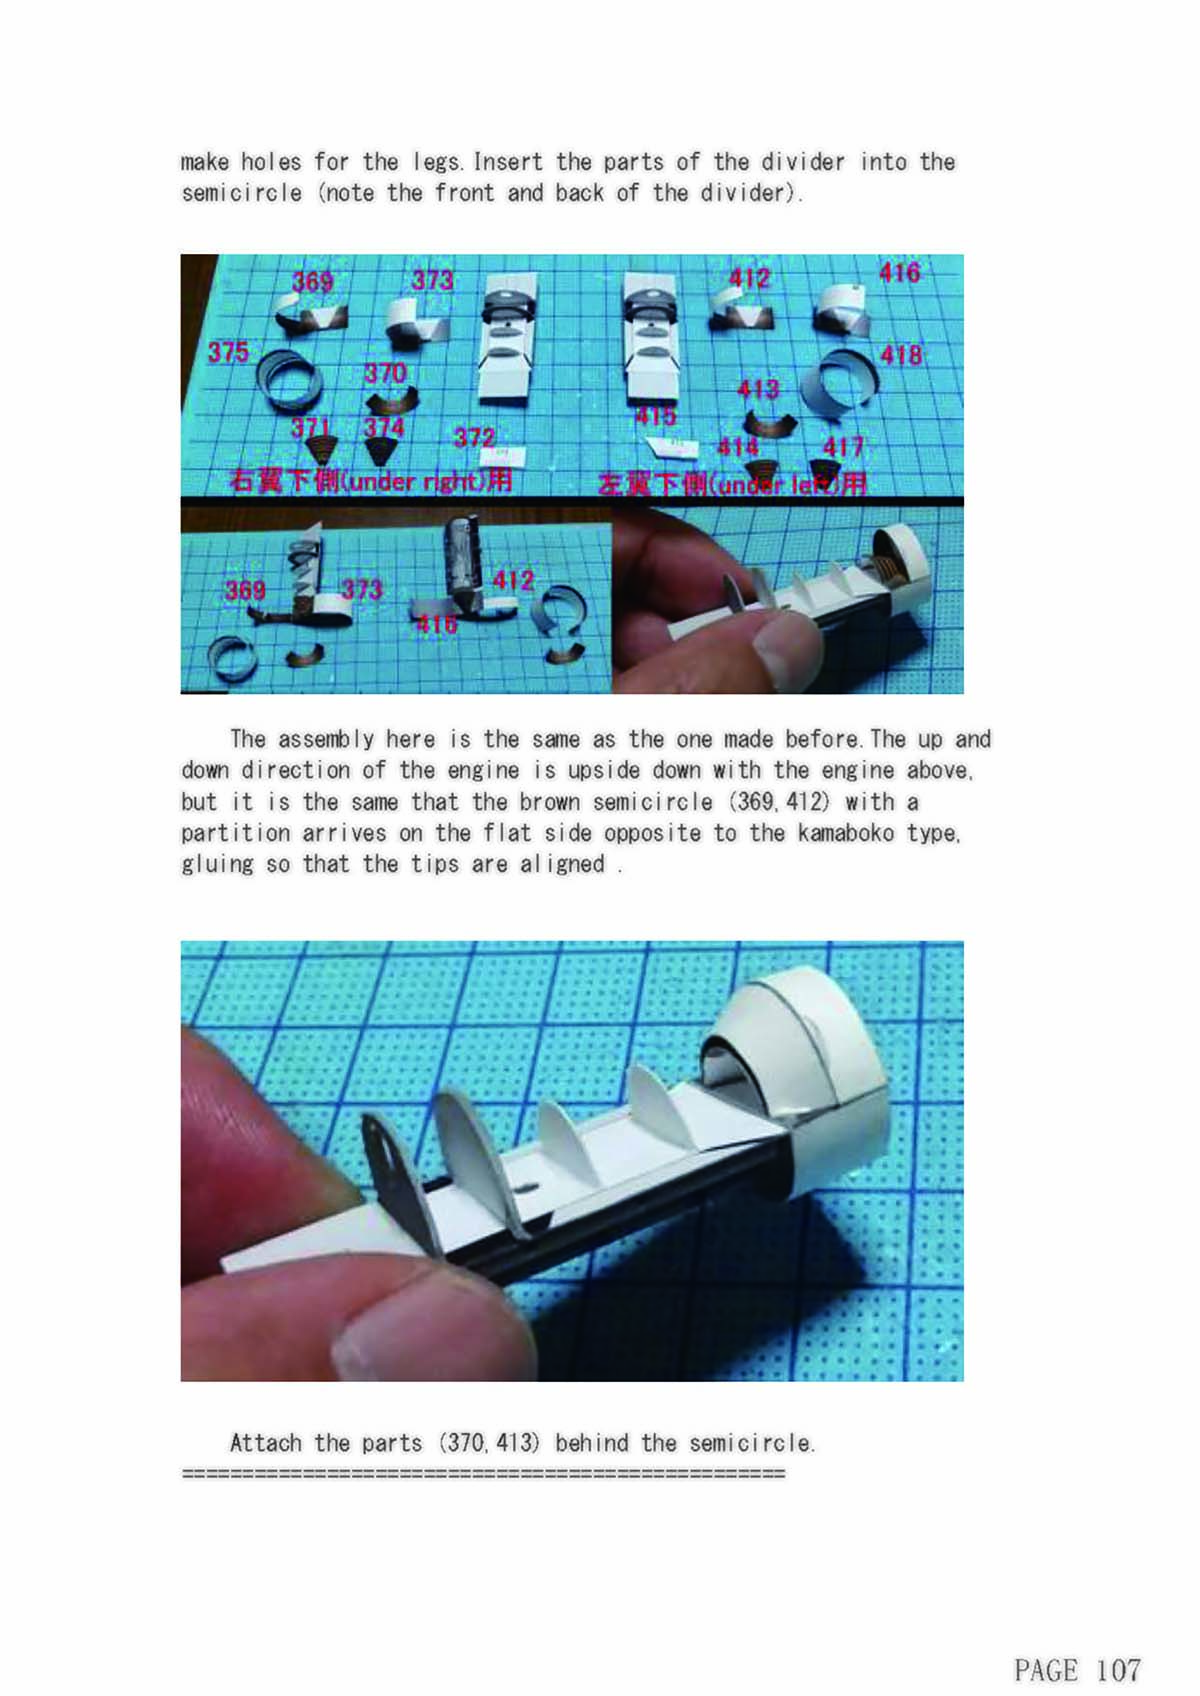 make holes for the legs.Insert the parts of the divider into the
semicircle (note the front and back of the divider).
369 373 412 416
375 370 413 418
371 374 372 415 414 417
右翼下側(under right)用 左翼下側(under left)用
369 373 416 412
The assembly here is the same as the one made before.The up and
down direction of the engine is upside down with the engine above,
but it is the same that the brown semicircle (369,412) with a
partition arrives on the flat side opposite to the kamaboko type,
gluing so that the tips are aligned .
Attach the parts (370,413) behind the semicircle.
==================================================
PAGE 107